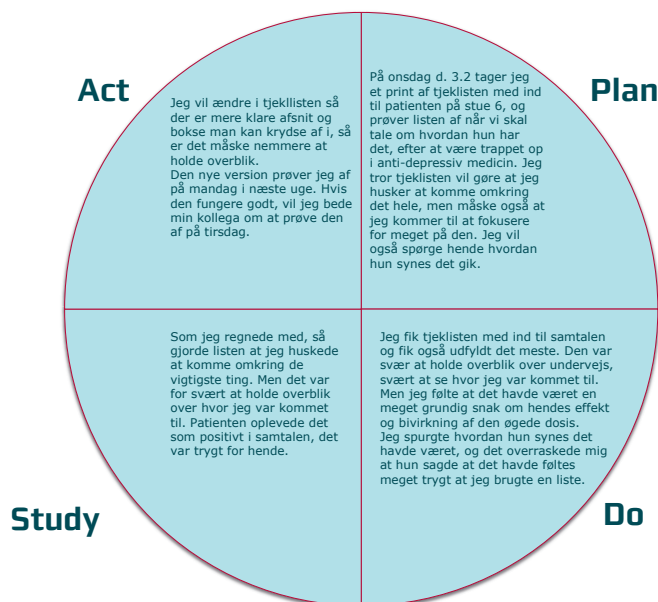 Act
Jeg vil ændre i tjekllisten så
der er mere klare afsnit og
bokse man kan krydse af i, så
er det måske nemmere at
holde overblik.
Den nye version prøver jeg af
på mandag i næste uge. Hvis
den fungere godt, vil jeg bede
min kollega om at prøve den
af på tirsdag.
Plan
På onsdag d. 3.2 tager jeg
et print af tjeklisten med ind
til patienten på stue 6, og
prøver listen af når vi skal
tale om hvordan hun har
det, efter at være trappet op
i anti-depressiv medicin. Jeg
tror tjeklisten vil gøre at jeg
husker at komme omkring
det hele, men måske også at
jeg kommer til at fokusere
for meget på den. Jeg vil
også spørge hende hvordan
hun synes det gik.
Som jeg regnede med, så
gjorde listen at jeg huskede
at komme omkring de
vigtigste ting. Men det var
for svært at holde overblik
over hvor jeg var kommet
til. Patienten oplevede det
som positivt i samtalen, det
var trygt for hende.
Study
Jeg fik tjeklisten med ind til samtalen
og fik også udfyldt det meste. Den var
svær at holde overblik over undervejs,
svært at se hvor jeg var kommet til.
Men jeg følte at det havde været en
meget grundig snak om hendes effekt
og bivirkning af den øgede dosis.
Jeg spurgte hvordan hun synes det
havde været, og det overraskede mig
at hun sagde at det havde føltes
meget trygt at jeg brugte en liste.
Do